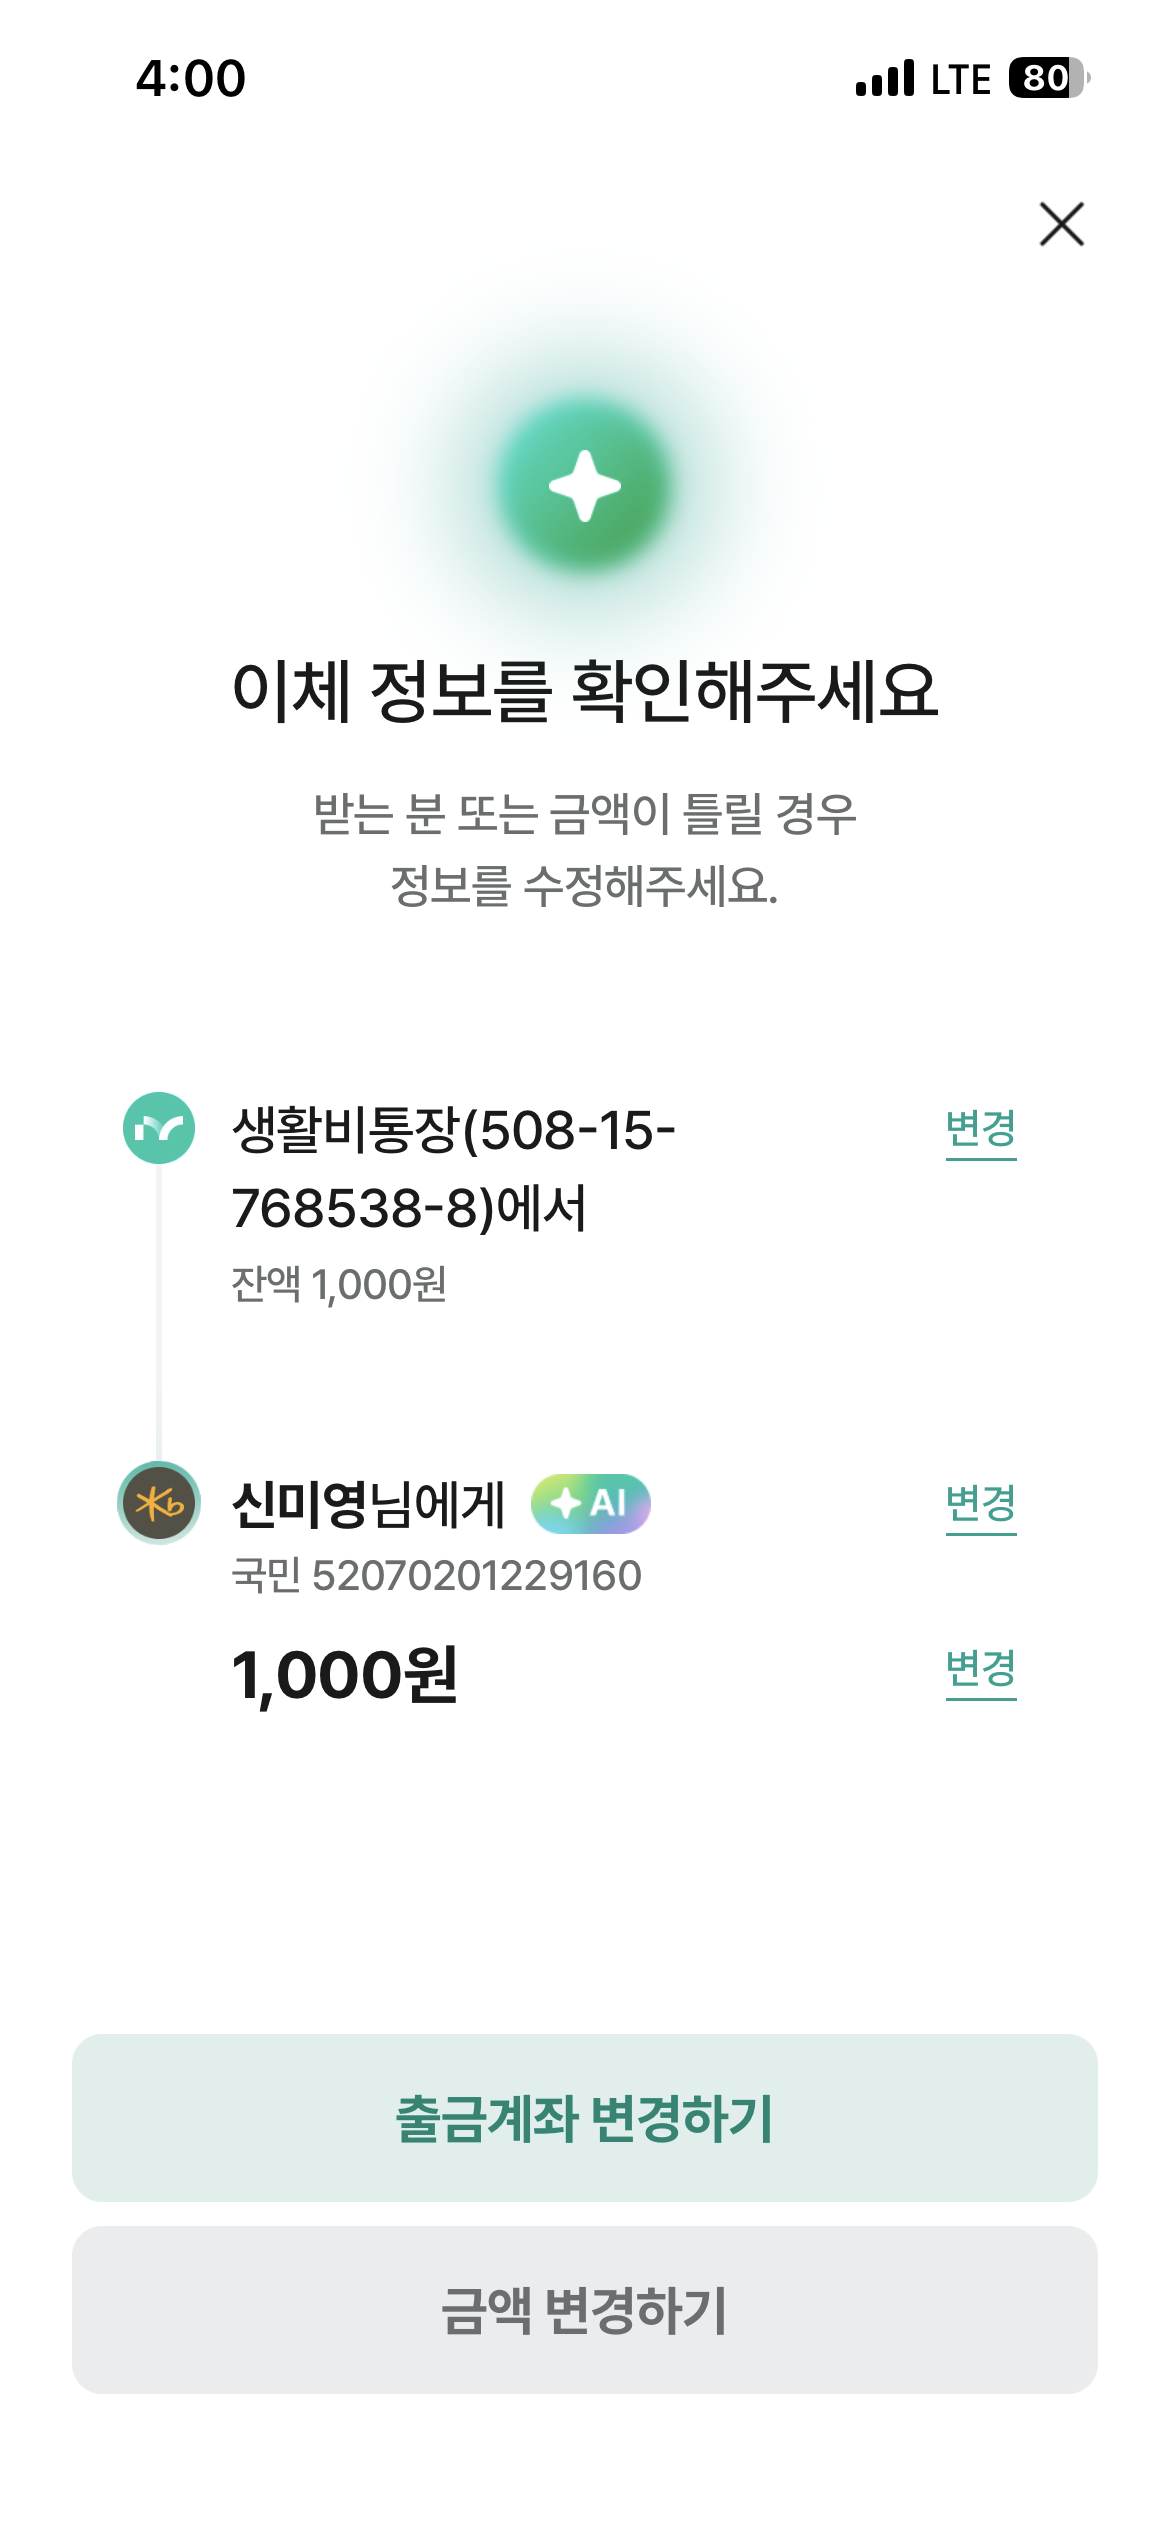 4:00 LTE 80
이체 정보를 확인해주세요
받는 분 또는 금액이 틀릴 경우
정보를 수정해주세요.
생활비통장(508-15- 변경
768538-8)에서
잔액 1,000원
신미영님에게 AI 변경
국민 52070201229160
1,000원 변경
출금계좌 변경하기
금액 변경하기